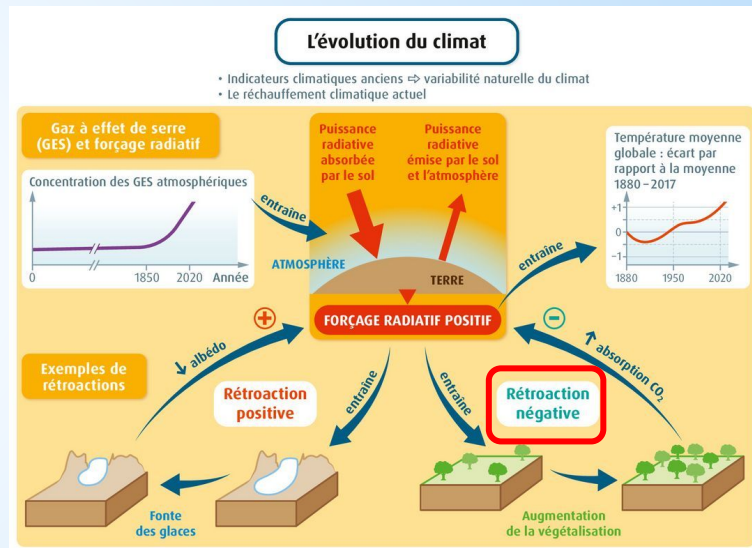 L'évolution du climat
• Indicateurs climatiques anciens ⇨ variabilité naturelle du climat
• Le réchauffement climatique actuel
Gaz à effet de serre
(GES) et forçage radiatif
Concentration des GES atmosphériques
0
1850
2020
Année
entraîne
Puissance
radiative
absorbée
par le sol
Puissance
radiative
émise par le sol
et l'atmosphère
ATMOSPHÈRE
TERRE
FORÇAGE RADIATIF POSITIF
entraîne
Température moyenne
globale : écart par
rapport à la moyenne
1880–2017
+1
0
−1
1880
1950
2020
Exemples de
rétroactions
+
↘ albédo
Rétroaction
positive
entraîne
Fonte
des glaces
entraîne
Rétroaction
négative
−
↗ absorption CO₂
Augmentation
de la végétalisation